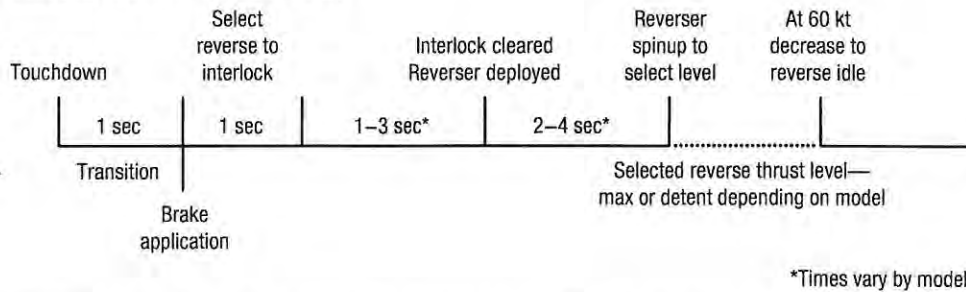 Touchdown
Select
reverse to
interlock
Interlock cleared
Reverser deployed
Reverser
spinup to
select level
At 60 kt
decrease to
reverse idle
1 sec
1 sec
1–3 sec*
2–4 sec*
Transition
Brake
application
Selected reverse thrust level—
max or detent depending on model
*Times vary by model